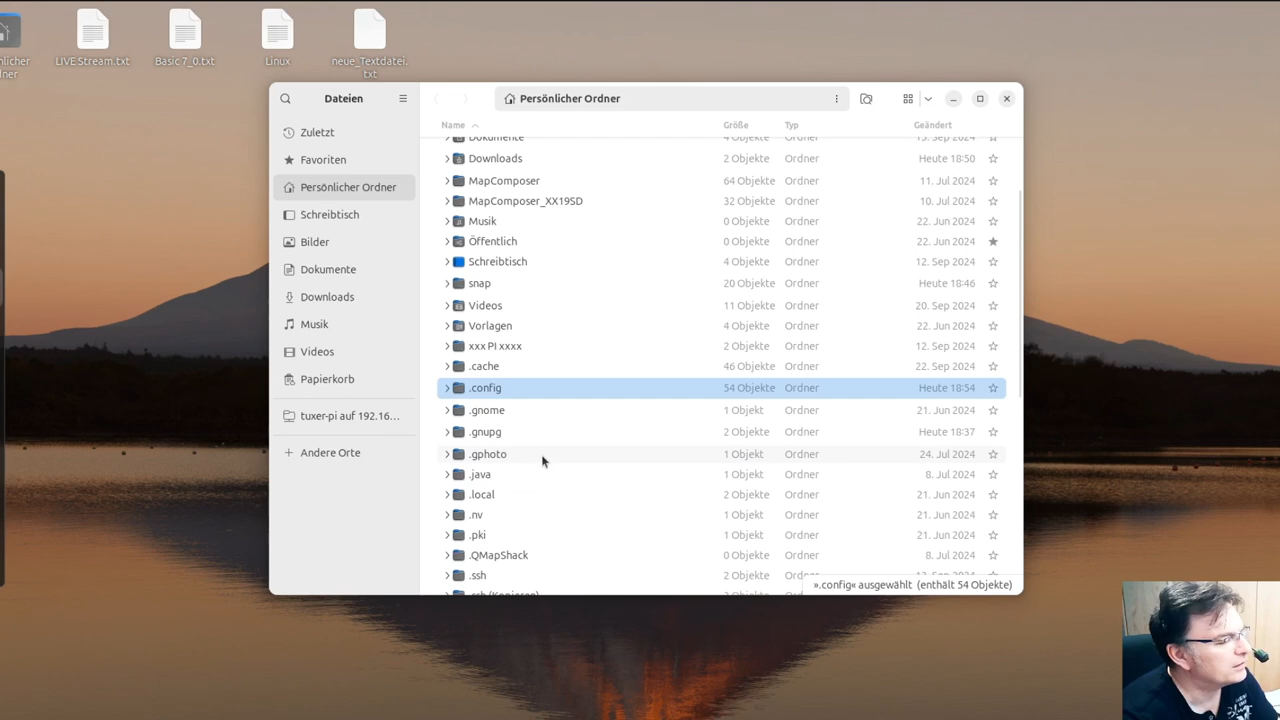 nlicher
dner
LIVEStream.txt
Basic 7_0.txt
Linux
neue_Textdatei.
txt
Dateien
Persönlicher Ordner
Name
Größe
Typ
Geändert
Zuletzt
Favoriten
Persönlicher Ordner
Schreibtisch
Bilder
Dokumente
Downloads
Musik
Videos
Papierkorb
tuxer-pi auf 192.16…
Andere Orte
Dokumente 4 Objekte Ordner 15. Sep 2024
Downloads 2 Objekte Ordner Heute 18:50
MapComposer 64 Objekte Ordner 11. Jul 2024
MapComposer_XX19SD 32 Objekte Ordner 10. Jul 2024
Musik 0 Objekte Ordner 22. Jun 2024
Öffentlich 0 Objekte Ordner 22. Jun 2024
Schreibtisch 4 Objekte Ordner 12. Sep 2024
snap 20 Objekte Ordner Heute 18:46
Videos 11 Objekte Ordner 20. Sep 2024
Vorlagen 4 Objekte Ordner 22. Jun 2024
xxx PI xxxx 2 Objekte Ordner 12. Sep 2024
.cache 46 Objekte Ordner 22. Sep 2024
.config 54 Objekte Ordner Heute 18:54
.gnome 1 Objekt Ordner 21. Jun 2024
.gnupg 2 Objekte Ordner Heute 18:37
.gphoto 1 Objekt Ordner 24. Jul 2024
.java 1 Objekt Ordner 8. Jul 2024
.local 2 Objekte Ordner 21. Jun 2024
.nv 1 Objekt Ordner 21. Jun 2024
.pki 1 Objekt Ordner 21. Jun 2024
.QMapShack 0 Objekte Ordner 8. Jul 2024
.ssh
.ssh (Kopieren)
».config« ausgewählt (enthält 54 Objekte)